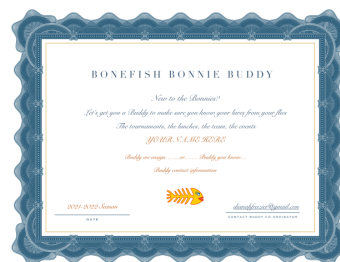 BONEFISH BONNIE BUDDY
New to the Bonnies?
Let's get you a Buddy to make sure you know your lures from your flies
The tournaments, the lunches, the team, the events
YOUR NAME HERE
Buddy we assign........or......Buddy you know
Buddy contact information
2021-2022 Season
DATE
CONTACT BUDDY CO-ORDINATOR